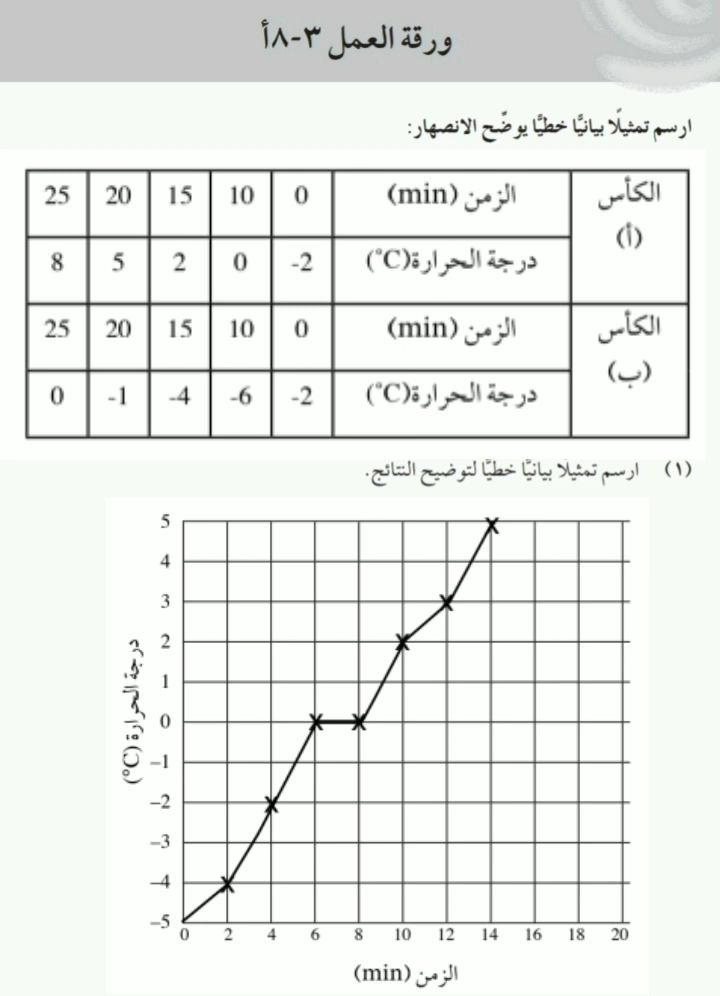 ورقة العمل ٣-٨أ
ارسم تمثيلًا بيانيًّا خطيًّا يوضّح الانصهار:
الكأس (أ) الزمن (min) 0 10 15 20 25
درجة الحرارة(°C) -2 0 2 5 8
الكأس (ب) الزمن (min) 0 10 15 20 25
درجة الحرارة(°C) -2 -6 -4 -1 0
(١) ارسم تمثيلًا بيانيًّا خطيًّا لتوضيح النتائج.
5
4
3
2
1
0
–1
–2
–3
–4
–5
درجة الحرارة (°C)
0 2 4 6 8 10 12 14 16 18 20
الزمن (min)